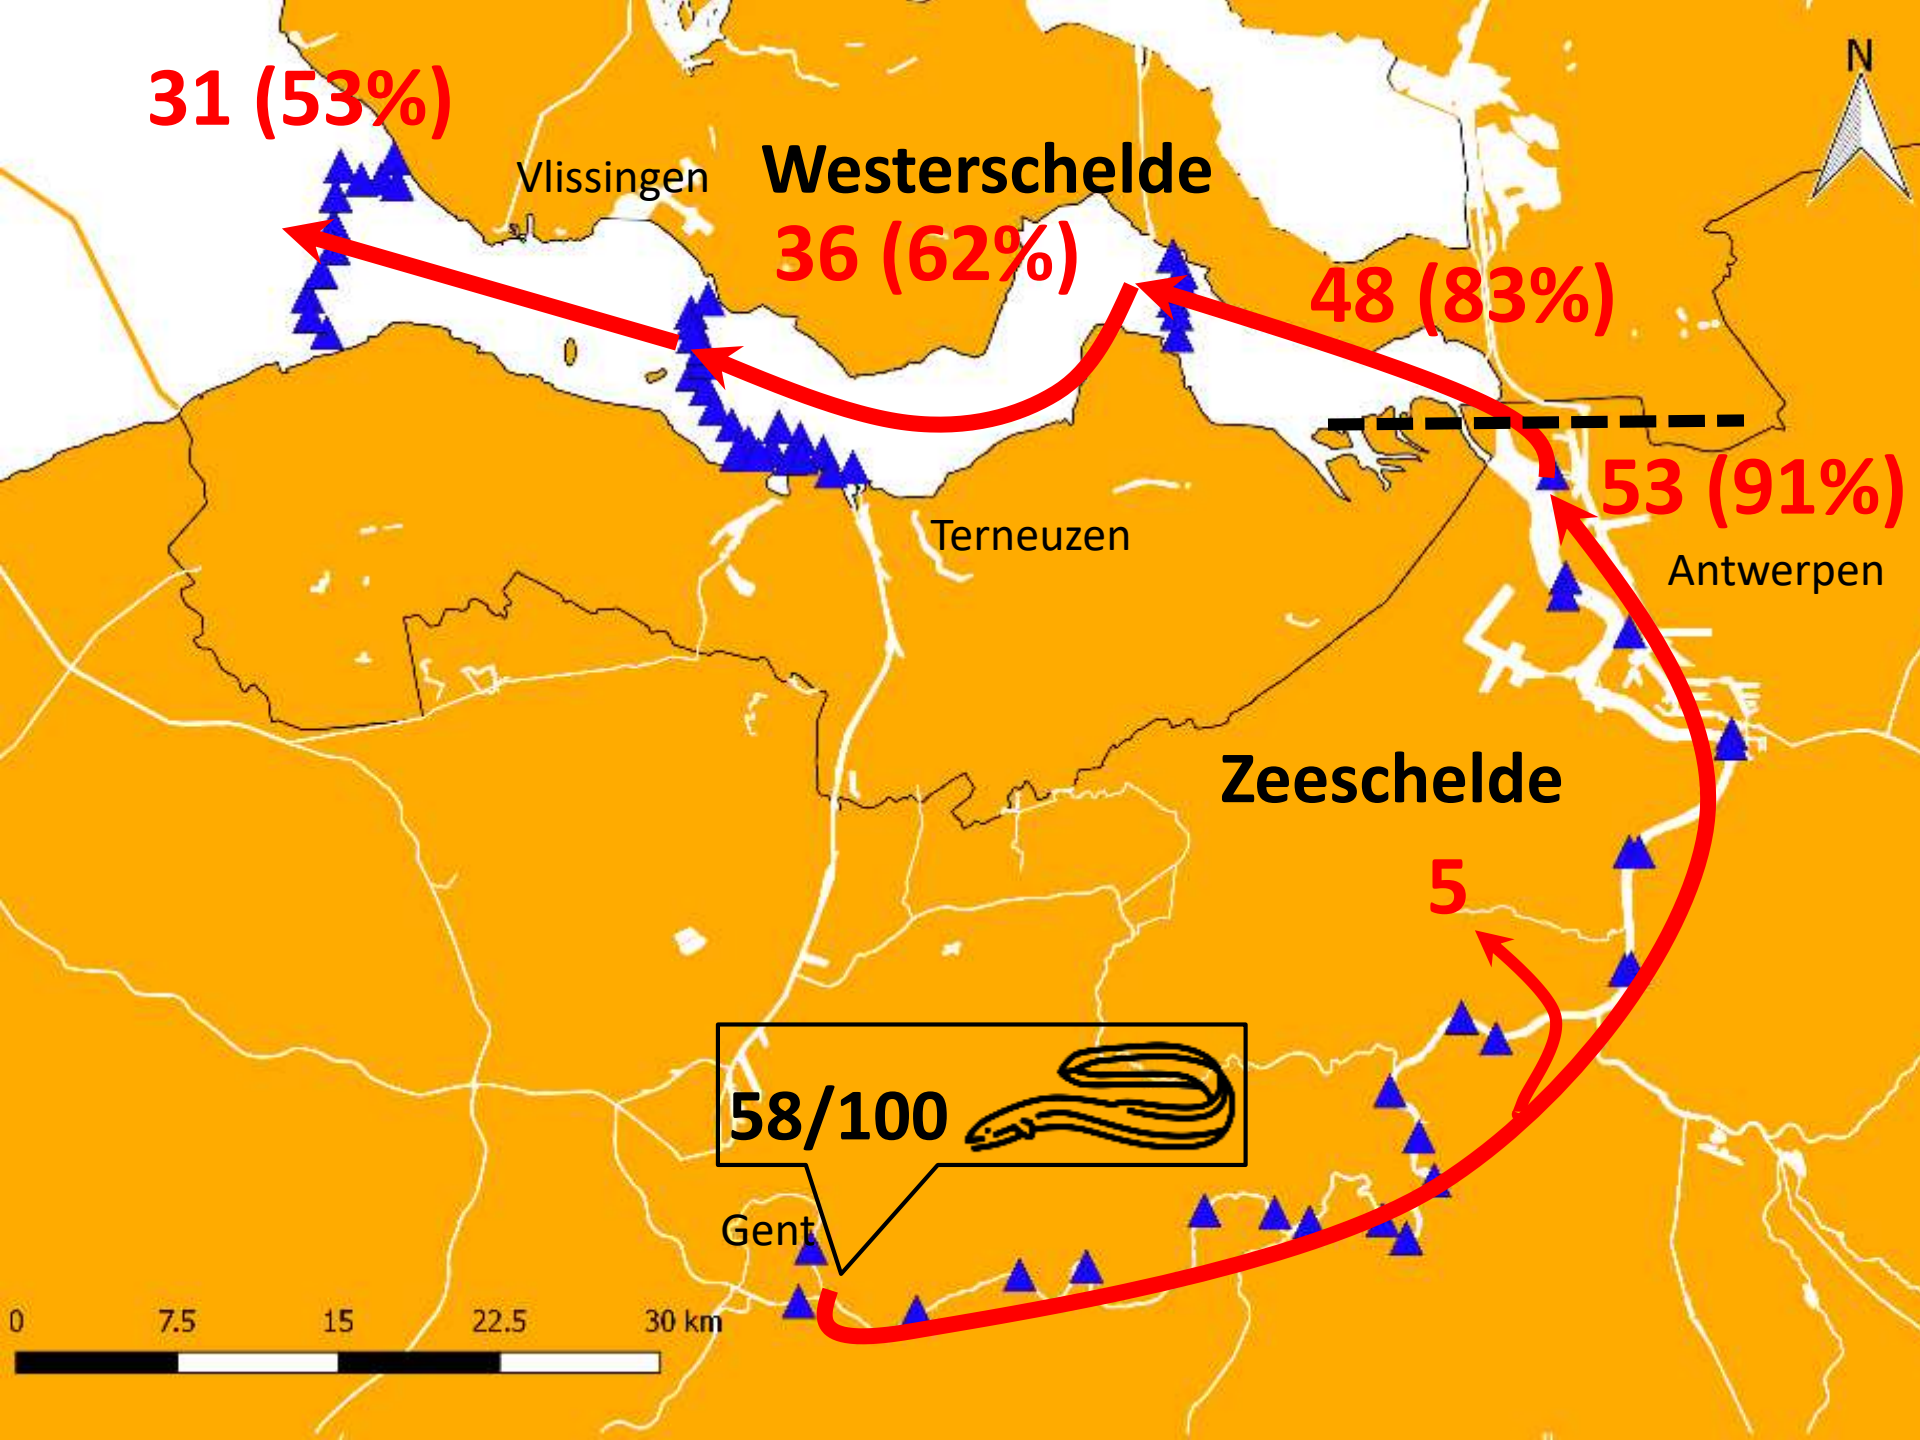 N
31 (53%)
Vlissingen
Westerschelde
36 (62%)
48 (83%)
53 (91%)
Terneuzen
Antwerpen
Zeeschelde
5
58/100
Gent
0 7.5 15 22.5 30 km